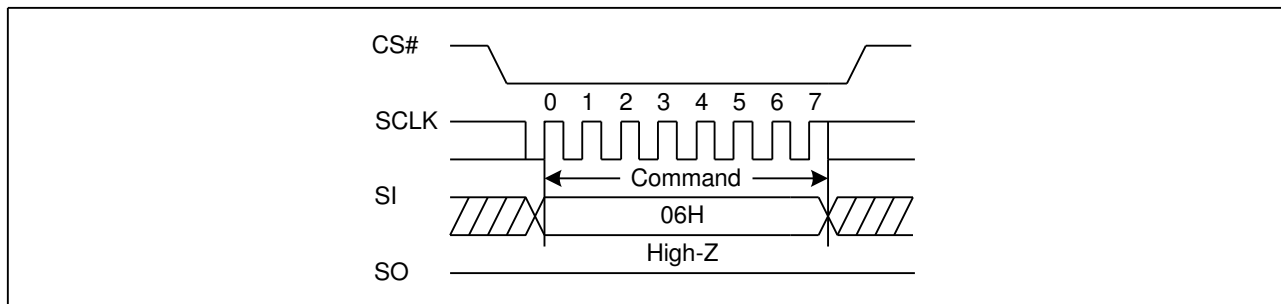 CS#
0 1 2 3 4 5 6 7
SCLK
Command
SI
06H
High-Z
SO